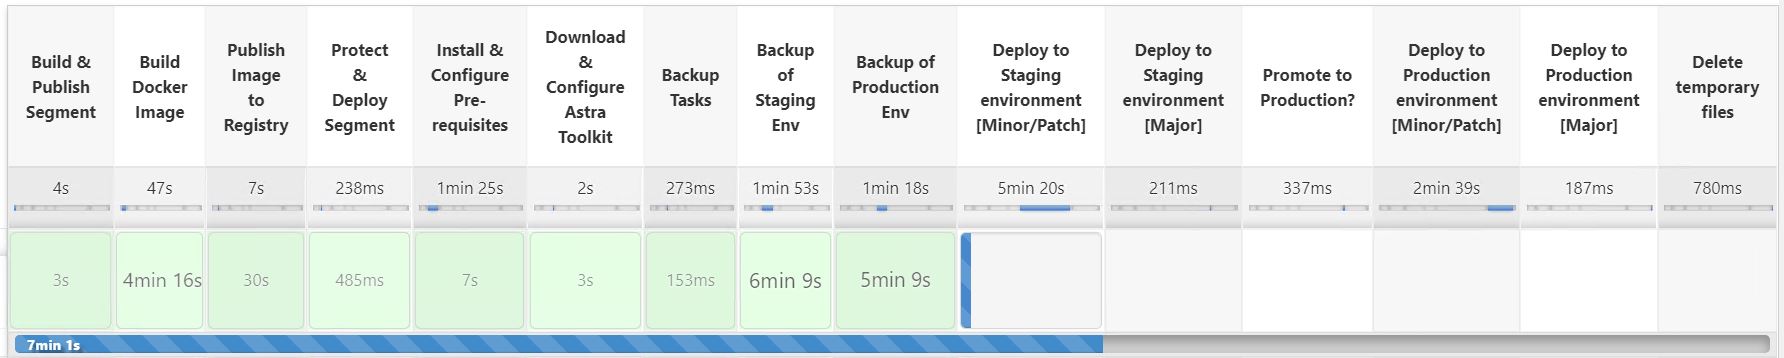 Build &
Publish
Segment
Build
Docker
Image
Publish
Image
to
Registry
Protect
&
Deploy
Segment
Install &
Configure
Pre-
requisites
Download
&
Configure
Astra
Toolkit
Backup
Tasks
Backup
of
Staging
Env
Backup of
Production
Env
Deploy to
Staging
environment
[Minor/Patch]
Deploy to
Staging
environment
[Major]
Promote to
Production?
Deploy to
Production
environment
[Minor/Patch]
Deploy to
Production
environment
[Major]
Delete
temporary
files
4s 47s 7s 238ms 1min 25s 2s 273ms 1min 53s 1min 18s 5min 20s 211ms 337ms 2min 39s 187ms 780ms
3s 4min 16s 30s 485ms 7s 3s 153ms 6min 9s 5min 9s
7min 1s